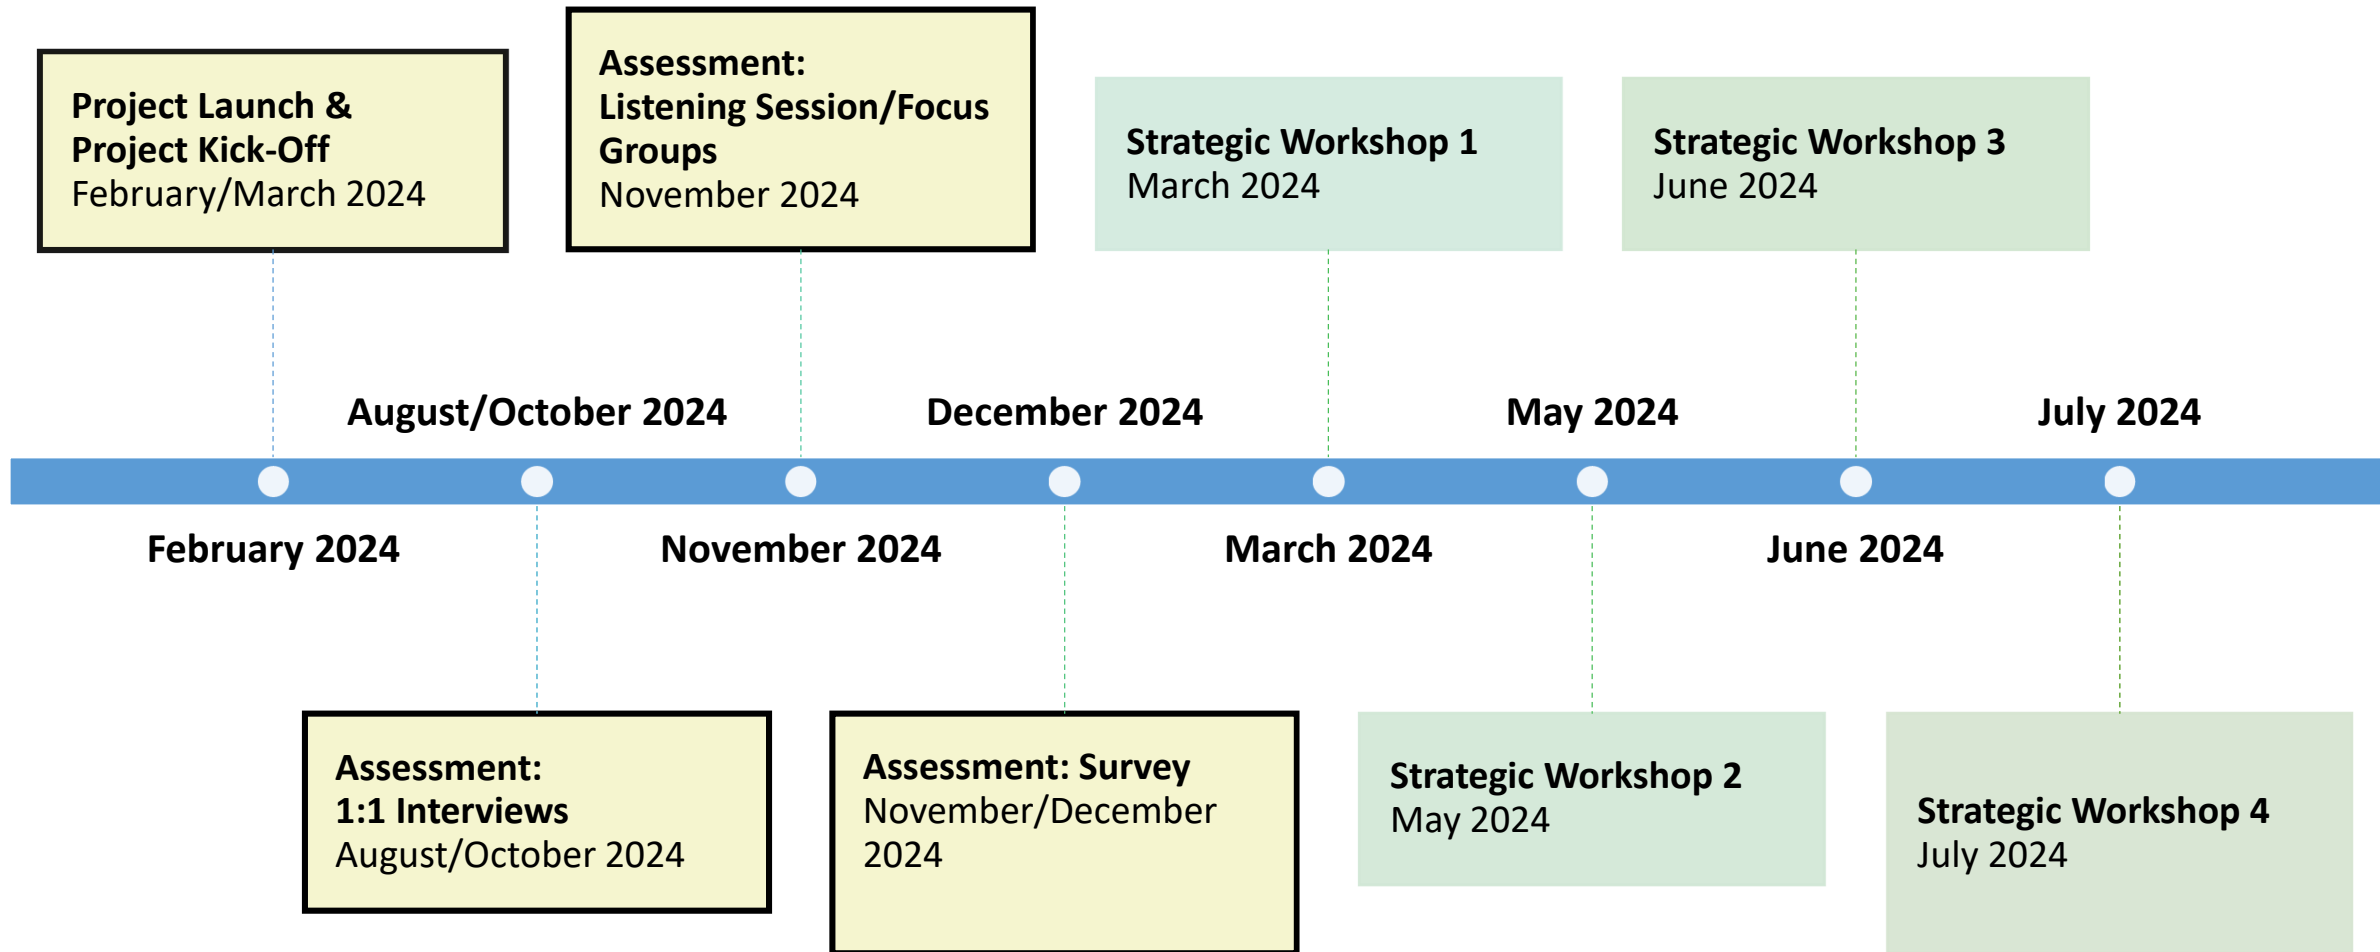 Project Launch &
Project Kick-Off
February/March 2024
Assessment:
Listening Session/Focus
Groups
November 2024
Strategic Workshop 1
March 2024
Strategic Workshop 3
June 2024
August/October 2024
December 2024
May 2024
July 2024
February 2024
November 2024
March 2024
June 2024
Assessment:
1:1 Interviews
August/October 2024
Assessment: Survey
November/December
2024
Strategic Workshop 2
May 2024
Strategic Workshop 4
July 2024